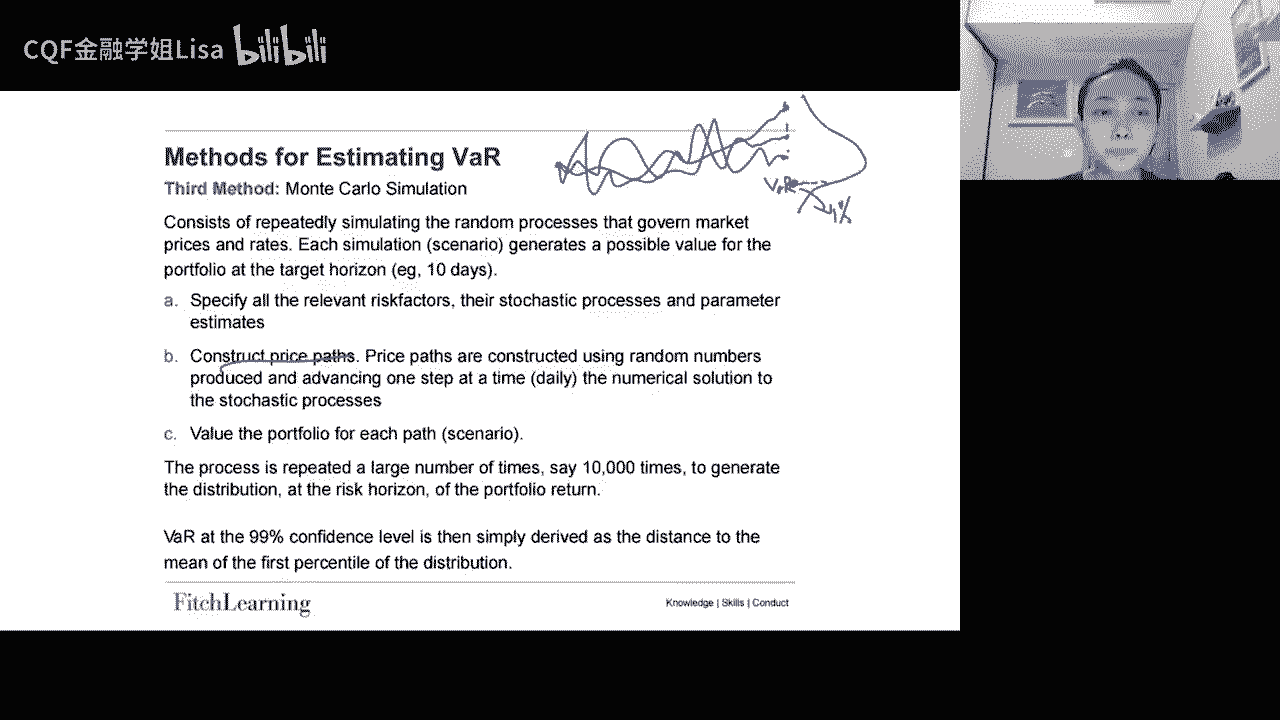 CQF金融学姐Lisa bilibili
Methods for Estimating VaR
Third Method: Monte Carlo Simulation
Consists of repeatedly simulating the random processes that govern market
prices and rates. Each simulation (scenario) generates a possible value for the
portfolio at the target horizon (eg, 10 days).
a. Specify all the relevant riskfactors, their stochastic processes and parameter
estimates
b. Construct price paths. Price paths are constructed using random numbers
produced and advancing one step at a time (daily) the numerical solution to
the stochastic processes
c. Value the portfolio for each path (scenario).
The process is repeated a large number of times, say 10,000 times, to generate
the distribution, at the risk horizon, of the portfolio return.
VaR at the 99% confidence level is then simply derived as the distance to the
mean of the first percentile of the distribution.
FitchLearning
Knowledge | Skills | Conduct
VaR
1%